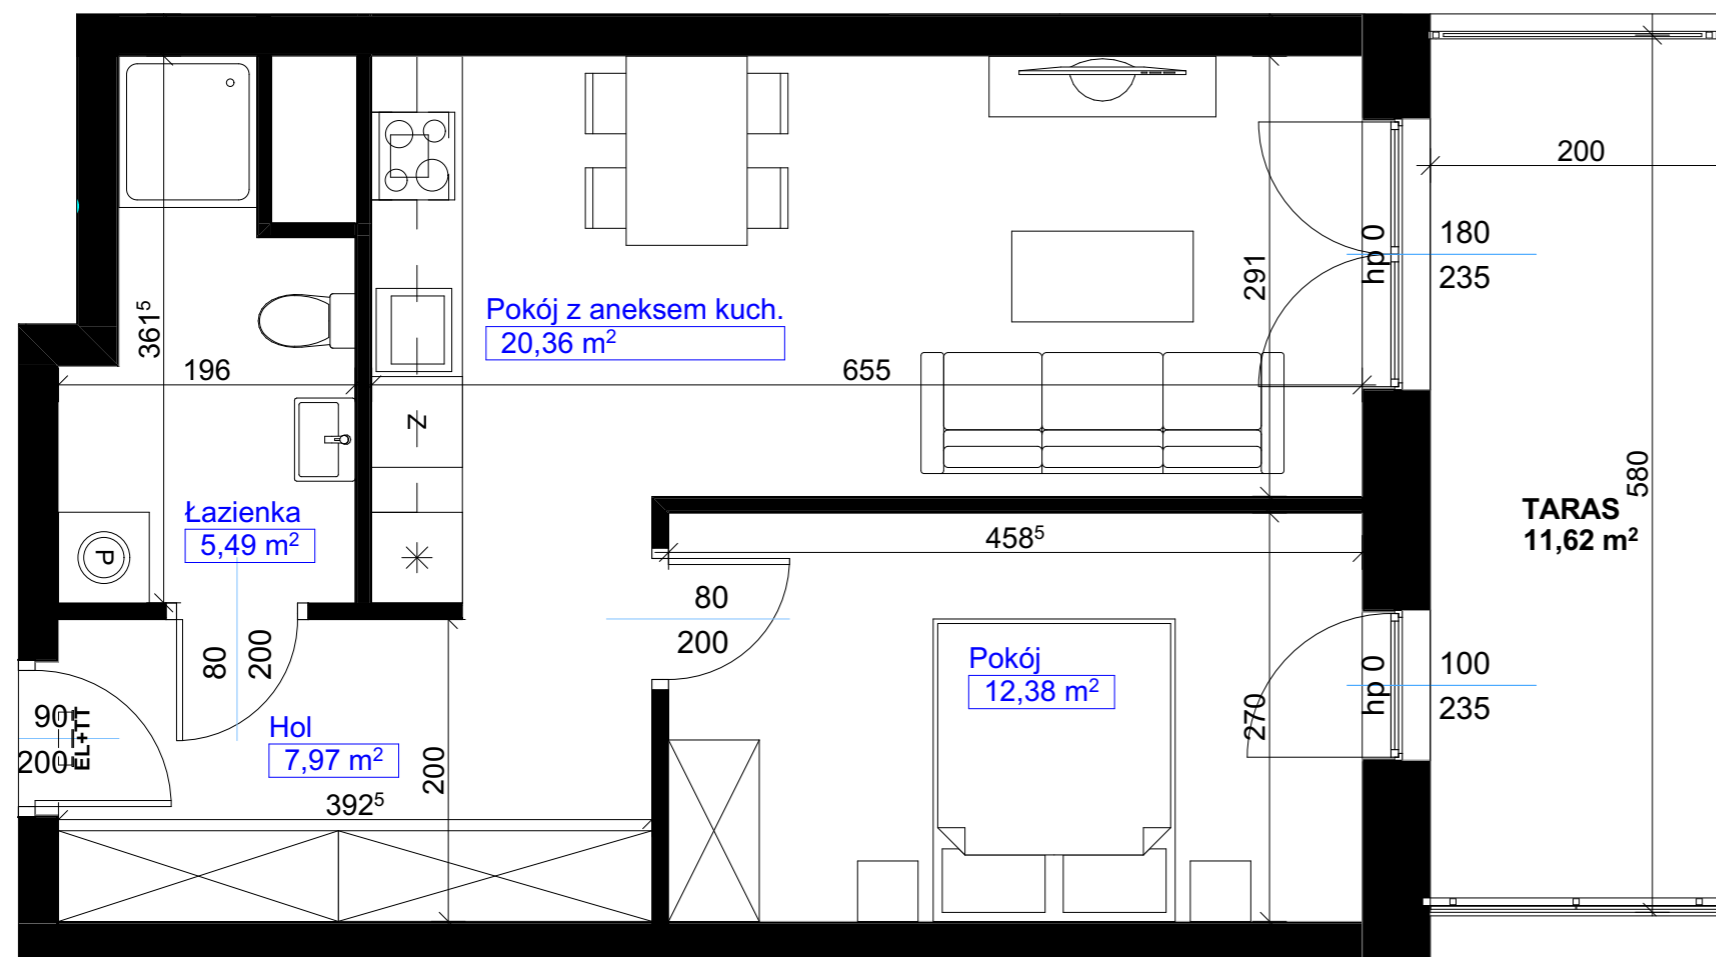 200
180
235
hp 0
291
361⁵
Pokój z aneksem kuch.
20,36 m²
196
655
Z
580
TARAS
11,62 m²
Łazienka
5,49 m²
P
458⁵
80
200
80
200
Pokój
12,38 m²
100
235
hp 0
270
90
200
EL+TT
Hol
7,97 m²
200
392⁵